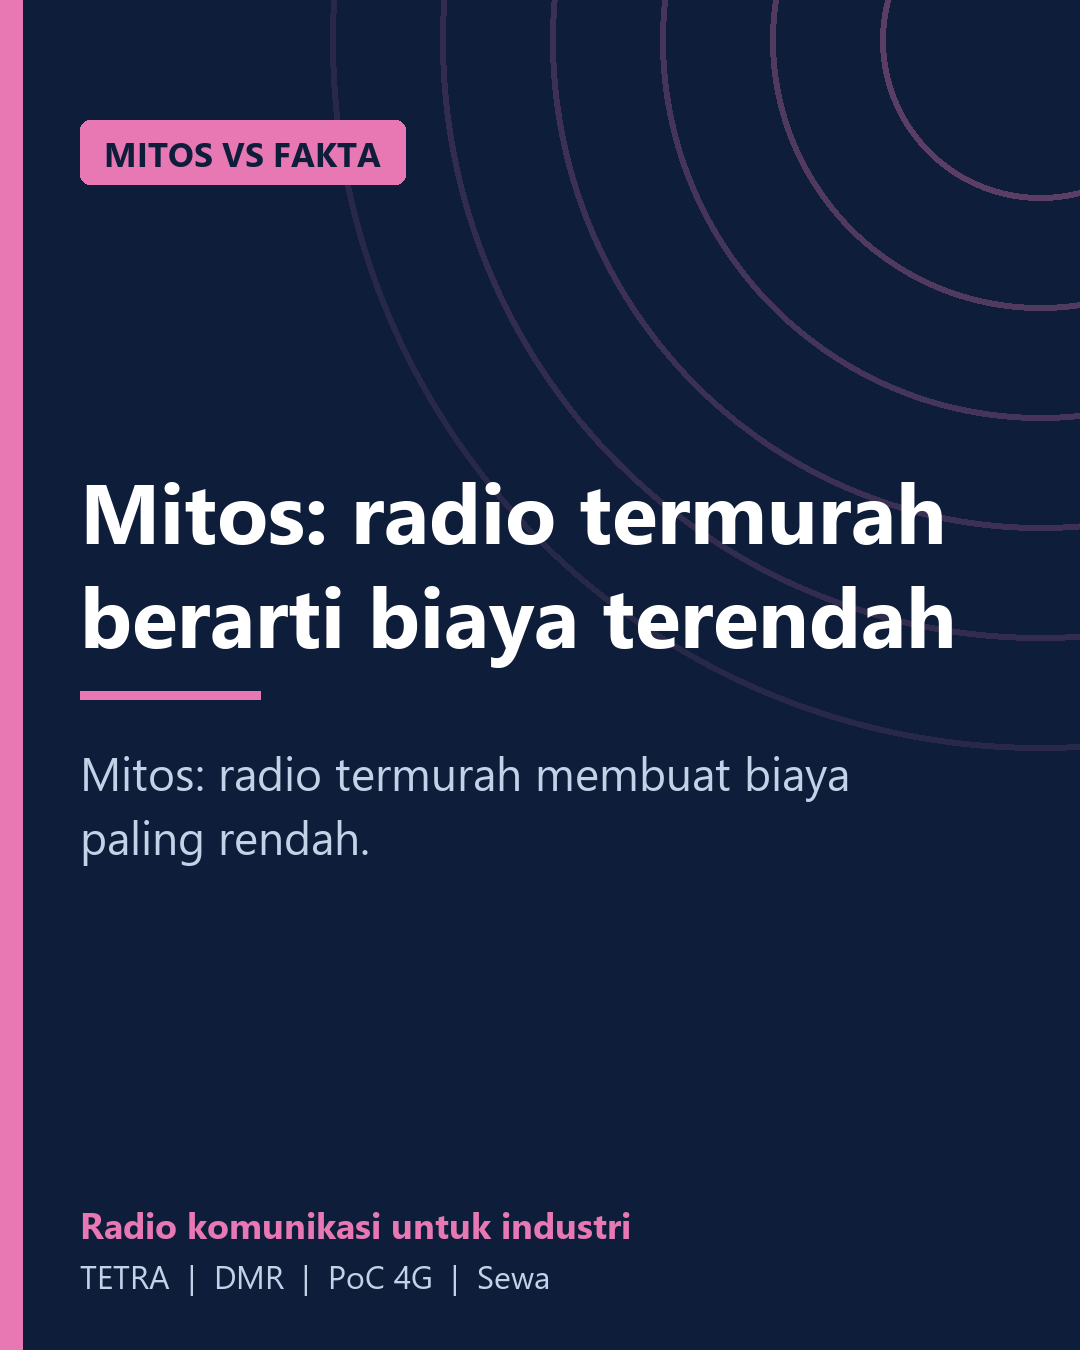 MITOS VS FAKTA
Mitos: radio termurah
berarti biaya terendah
Mitos: radio termurah membuat biaya
paling rendah.
Radio komunikasi untuk industri
TETRA | DMR | PoC 4G | Sewa